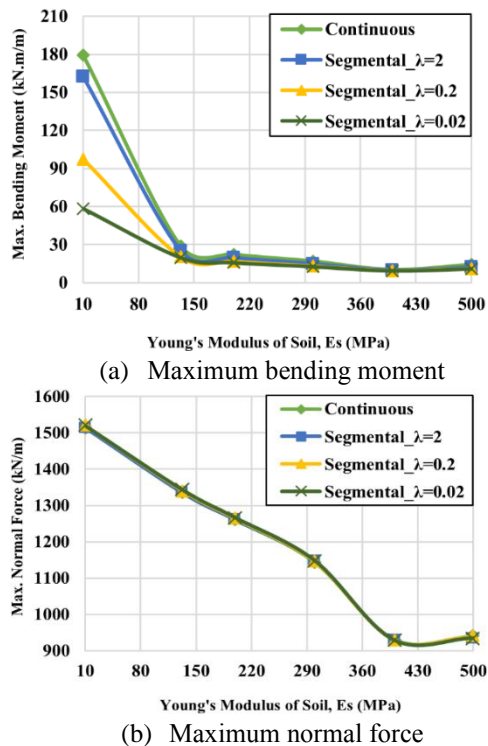 Max. Bending Moment (kN.m/m)
210
180
150
120
90
60
30
0
Continuous
Segmental_λ=2
Segmental_λ=0.2
Segmental_λ=0.02
10 80 150 220 290 360 430 500
Young's Modulus of Soil, Es (MPa)
(a) Maximum bending moment
Max. Normal Force (kN/m)
1600
1500
1400
1300
1200
1100
1000
900
Continuous
Segmental_λ=2
Segmental_λ=0.2
Segmental_λ=0.02
10 80 150 220 290 360 430 500
Young's Modulus of Soil, Es (MPa)
(b) Maximum normal force